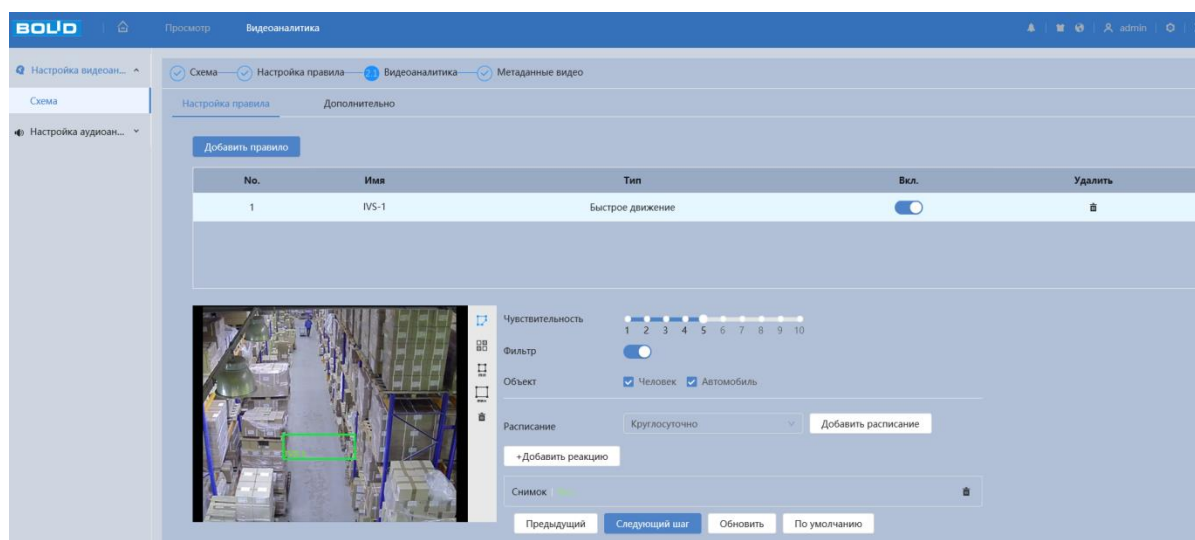 BOLID Просмотр Видеоаналитика admin
Настройка видеоан...
Схема
Настройка аудиоан...
Схема Настройка правила 2.1 Видеоаналитика Метаданные видео
Настройка правила Дополнительно
Добавить правило
No. Имя Тип Вкл. Удалить
1 IVS-1 Быстрое движение
Чувствительность
1 2 3 4 5 6 7 8 9 10
Фильтр
Объект Человек Автомобиль
Расписание Круглосуточно Добавить расписание
+Добавить реакцию
Снимок
Предыдущий Следующий шаг Обновить По умолчанию